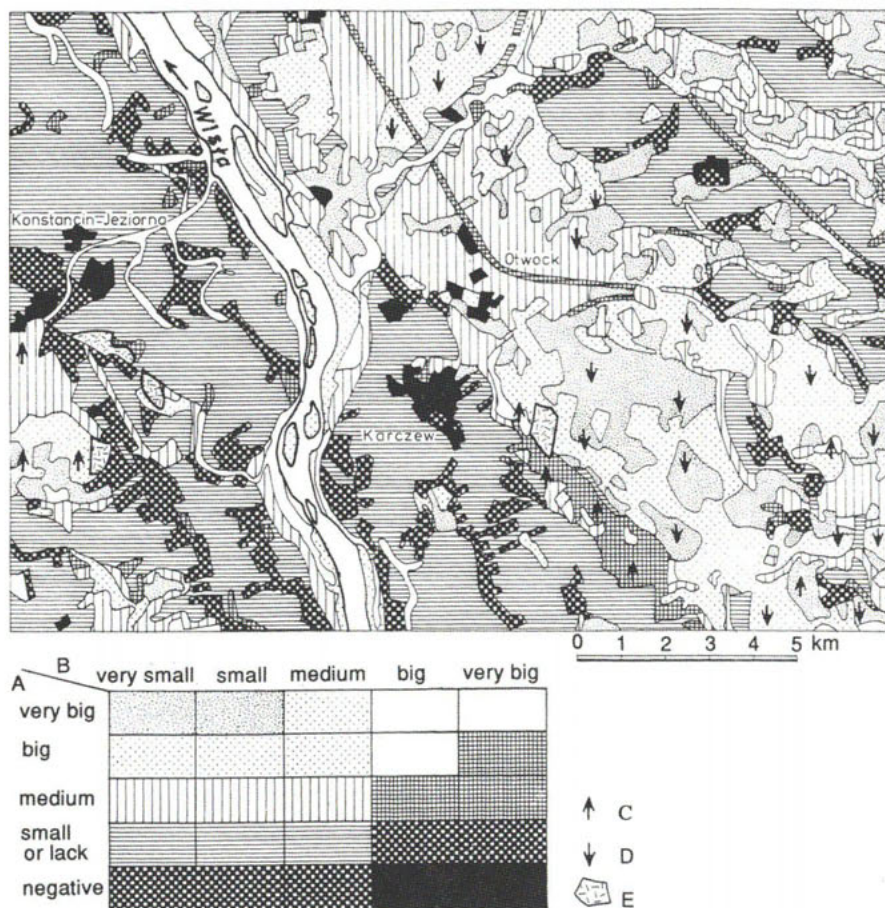 Wisła
Konstancin-Jeziorna
Otwock
Karczew
0 1 2 3 4 5 km
B
A very small small medium big very big
very big
big
medium
small
or lack
negative
C
D
E